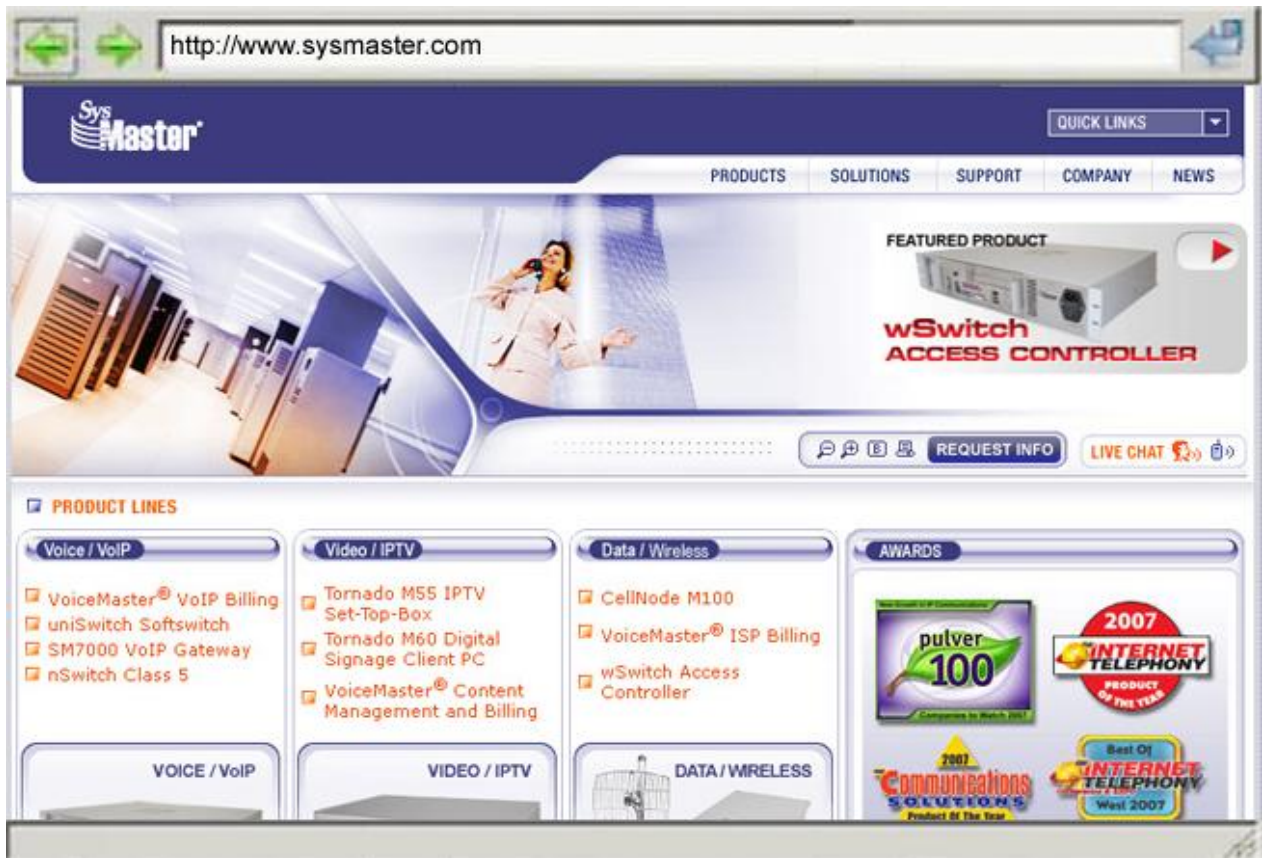 http://www.sysmaster.com
Sys
Master
QUICK LINKS
PRODUCTS SOLUTIONS SUPPORT COMPANY NEWS
FEATURED PRODUCT
wSwitch
ACCESS CONTROLLER
REQUEST INFO
LIVE CHAT
PRODUCT LINES
Voice / VoIP
VoiceMaster® VoIP Billing
uniSwitch Softswitch
SM7000 VoIP Gateway
nSwitch Class 5
VOICE / VoIP
Video / IPTV
Tornado M55 IPTV
Set-Top-Box
Tornado M60 Digital
Signage Client PC
VoiceMaster® Content
Management and Billing
VIDEO / IPTV
Data / Wireless
CellNode M100
VoiceMaster® ISP Billing
wSwitch Access
Controller
DATA / WIRELESS
AWARDS
pulver
100
Companies to Watch 2007
2007
INTERNET
TELEPHONY
PRODUCT
OF THE YEAR
2007
Communications
SOLUTIONS
Product Of The Year
Best Of
INTERNET
TELEPHONY
West 2007